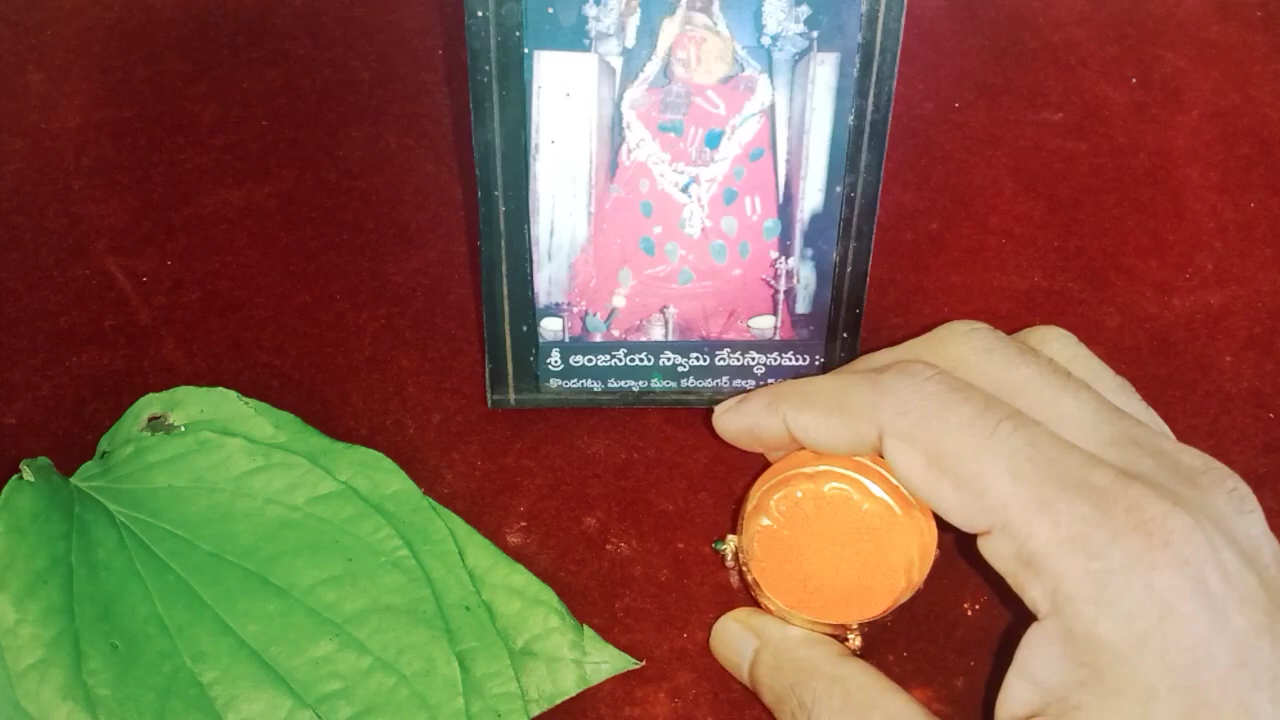 శ్రీ ఆంజనేయ స్వామి దేవస్థానము :-
కొండగట్టు, మల్యాల మం॥ కరీంనగర్ జిల్లా -